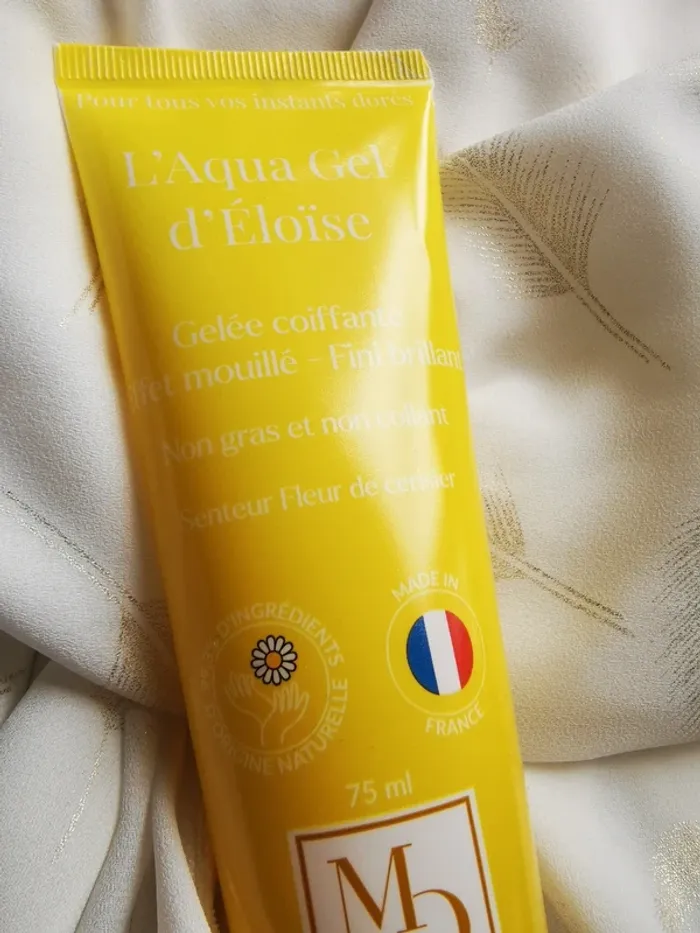 Pour tous vos instants dorés
L'Aqua Gel
d'Éloïse
Gelée coiffante
Effet mouillé - Fini brillant
Non gras et non collant
Senteur Fleur de cerisier
D'INGRÉDIENTS
D'ORIGINE NATURELLE
MADE IN
FRANCE
75 ml